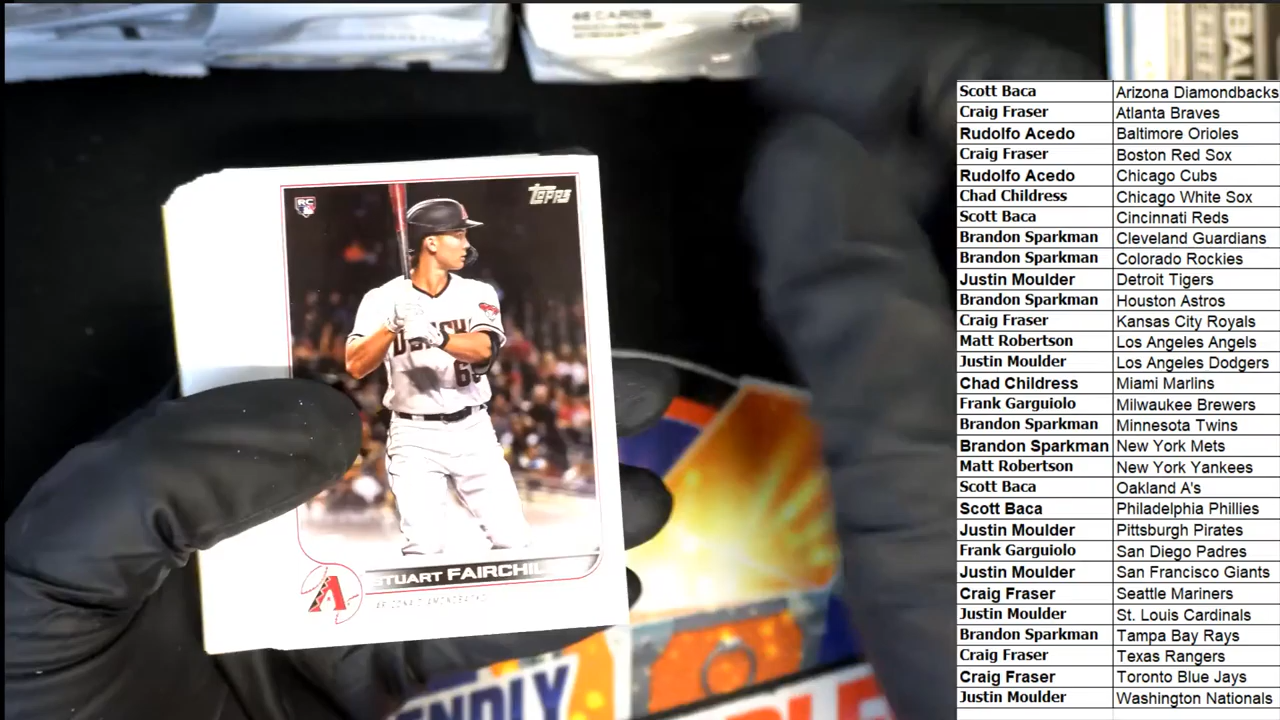 46 CARDS
RC
Topps
STUART FAIRCHIL
ARIZONA DIAMONDBACKS
A
ENDLY
Scott Baca Arizona Diamondbacks
Craig Fraser Atlanta Braves
Rudolfo Acedo Baltimore Orioles
Craig Fraser Boston Red Sox
Rudolfo Acedo Chicago Cubs
Chad Childress Chicago White Sox
Scott Baca Cincinnati Reds
Brandon Sparkman Cleveland Guardians
Brandon Sparkman Colorado Rockies
Justin Moulder Detroit Tigers
Brandon Sparkman Houston Astros
Craig Fraser Kansas City Royals
Matt Robertson Los Angeles Angels
Justin Moulder Los Angeles Dodgers
Chad Childress Miami Marlins
Frank Garguiolo Milwaukee Brewers
Brandon Sparkman Minnesota Twins
Brandon Sparkman New York Mets
Matt Robertson New York Yankees
Scott Baca Oakland A's
Scott Baca Philadelphia Phillies
Justin Moulder Pittsburgh Pirates
Frank Garguiolo San Diego Padres
Justin Moulder San Francisco Giants
Craig Fraser Seattle Mariners
Justin Moulder St. Louis Cardinals
Brandon Sparkman Tampa Bay Rays
Craig Fraser Texas Rangers
Craig Fraser Toronto Blue Jays
Justin Moulder Washington Nationals